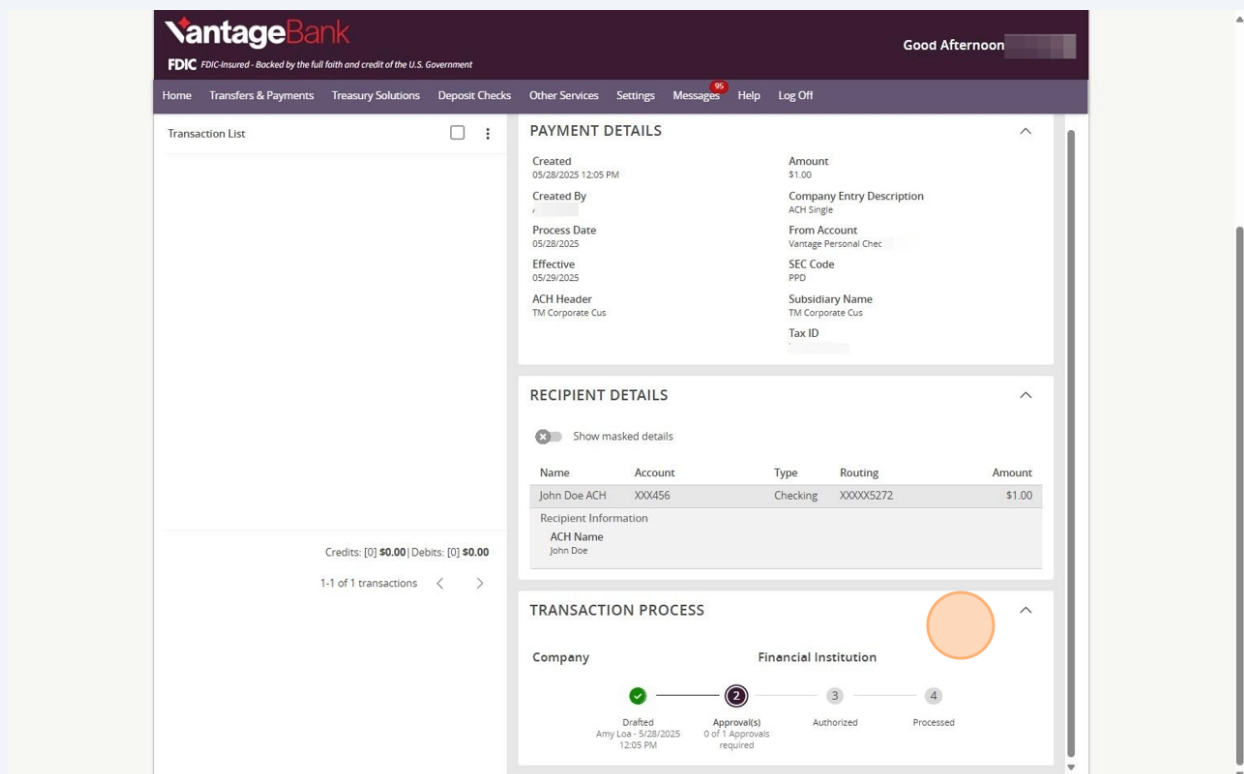 VantageBank
Good Afternoon
FDIC FDIC-Insured - Backed by the full faith and credit of the U.S. Government
Home Transfers & Payments Treasury Solutions Deposit Checks Other Services Settings Messages 95 Help Log Off
Transaction List
Credits: [0] $0.00|Debits: [0] $0.00
1-1 of 1 transactions
PAYMENT DETAILS
Created
05/28/2025 12:05 PM
Created By
Process Date
05/28/2025
Effective
05/29/2025
ACH Header
TM Corporate Cus
Amount
$1.00
Company Entry Description
ACH Single
From Account
Vantage Personal Chec
SEC Code
PPD
Subsidiary Name
TM Corporate Cus
Tax ID
RECIPIENT DETAILS
Show masked details
Name Account Type Routing Amount
John Doe ACH XXX456 Checking XXXXX5272 $1.00
Recipient Information
ACH Name
John Doe
TRANSACTION PROCESS
Company Financial Institution
2 3 4
Drafted Approval(s) Authorized Processed
Amy Loa - 5/28/2025 0 of 1 Approvals
12:05 PM required